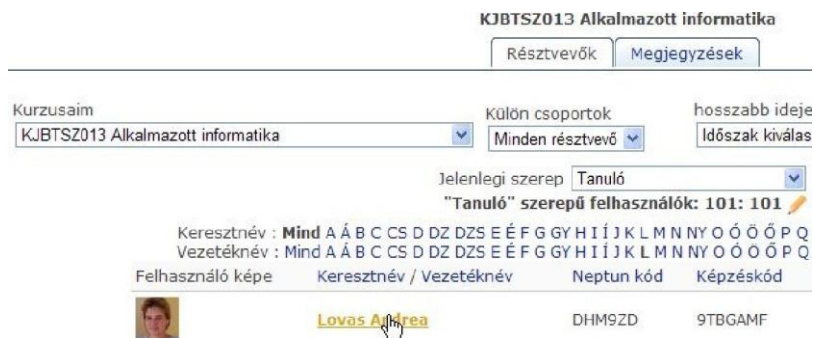 KJBTSZ013 Alkalmazott informatika
Résztvevők Megjegyzések
Kurzusaim Külön csoportok hosszabb ideje
KJBTSZ013 Alkalmazott informatika Minden résztvevő Időszak kiválas
Jelenlegi szerep Tanuló
"Tanuló" szerepű felhasználók: 101: 101
Keresztnév : Mind A Á B C CS D DZ DZS E É F G GY H I Í J K L M N NY O Ó Ö Ő P Q
Vezetéknév : Mind A Á B C CS D DZ DZS E É F G GY H I Í J K L M N NY O Ó Ö Ő P Q
Felhasználó képe Keresztnév / Vezetéknév Neptun kód Képzéskód
Lovas Andrea DHM9ZD 9TBGAMF